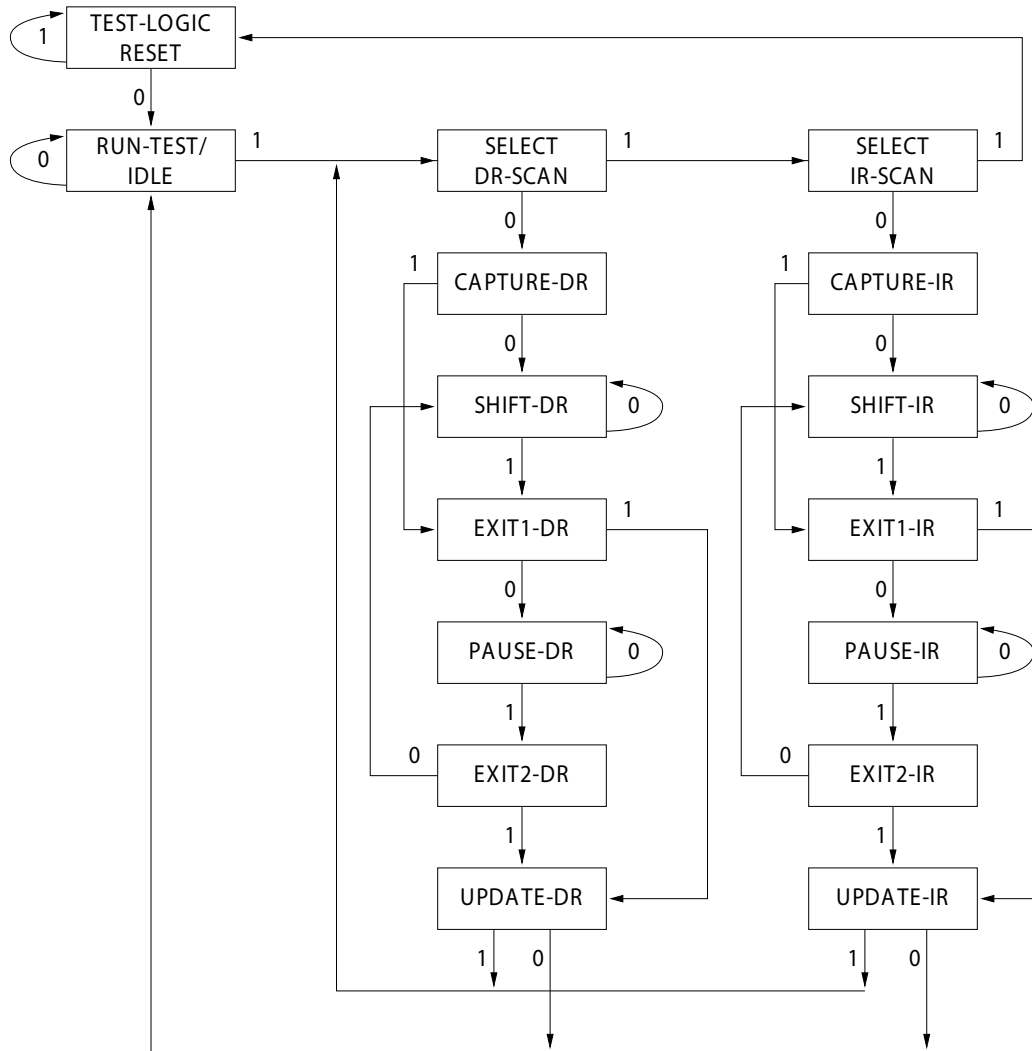 TEST-LOGIC
RESET
1
0
RUN-TEST/
IDLE
0
1
SELECT
DR-SCAN
1
SELECT
IR-SCAN
1
0
0
1
CAPTURE-DR
1
CAPTURE-IR
0
0
SHIFT-DR
0
SHIFT-IR
0
1
1
EXIT1-DR
1
EXIT1-IR
1
0
0
PAUSE-DR
0
PAUSE-IR
0
1
1
0
EXIT2-DR
0
EXIT2-IR
1
1
UPDATE-DR
UPDATE-IR
1
0
1
0